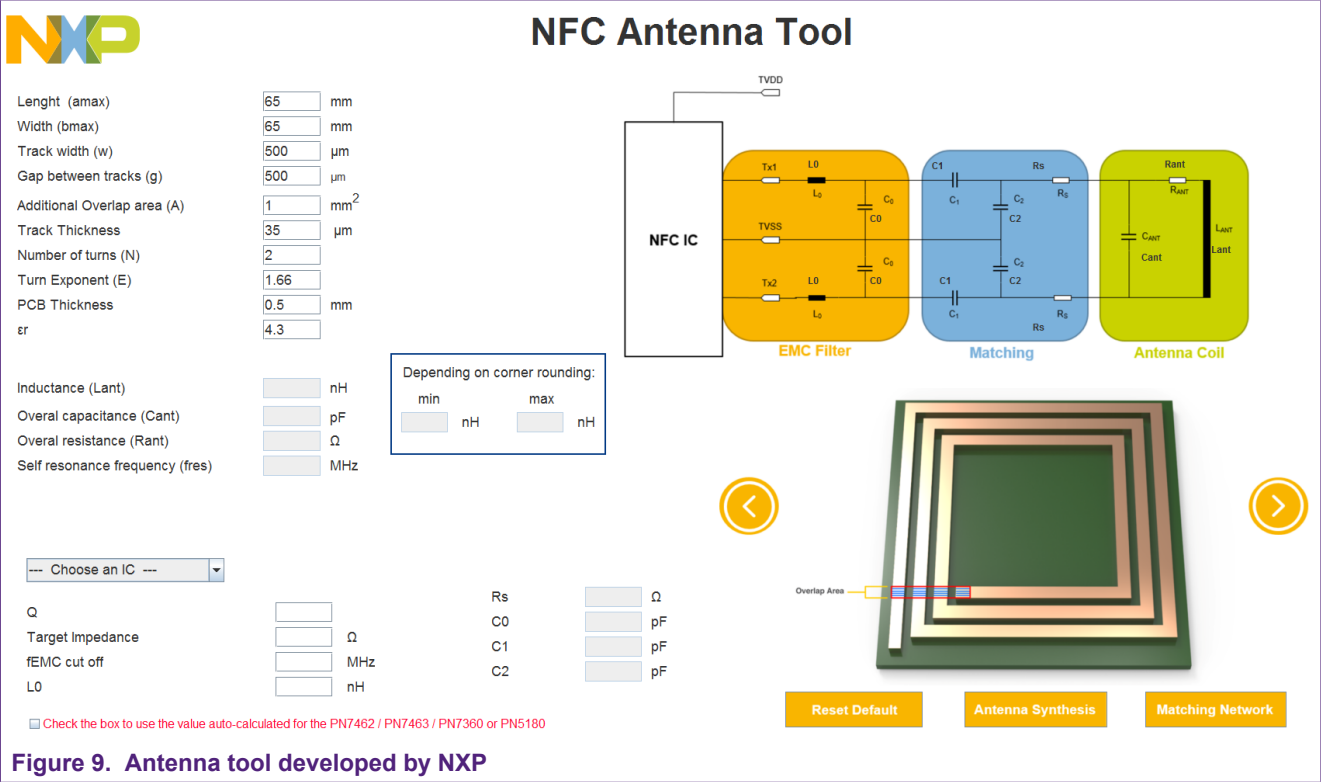 NXP
NFC Antenna Tool
Lenght (amax) 65 mm
Width (bmax) 65 mm
Track width (w) 500 μm
Gap between tracks (g) 500 μm
Additional Overlap area (A) 1 mm2
Track Thickness 35 μm
Number of turns (N) 2
Turn Exponent (E) 1.66
PCB Thickness 0.5 mm
εr 4.3
Inductance (Lant) nH
Overal capacitance (Cant) pF
Overal resistance (Rant) Ω
Self resonance frequency (fres) MHz
Depending on corner rounding:
min max
nH nH
TVDD
NFC IC
Tx1 L0
L0
C0
C0
TVSS
C0
Tx2 L0 C0
L0
EMC Filter
C1 Rs
C1 C2 RS
C2
C2
C1 C2
C1 RS
Rs
Matching
Rant
RANT
CANT LANT
Cant Lant
Antenna Coil
Overlap Area
--- Choose an IC ---
Q
Target Impedance Ω
fEMC cut off MHz
L0 nH
Rs Ω
C0 pF
C1 pF
C2 pF
Check the box to use the value auto-calculated for the PN7462 / PN7463 / PN7360 or PN5180
Reset Default Antenna Synthesis Matching Network
Figure 9. Antenna tool developed by NXP